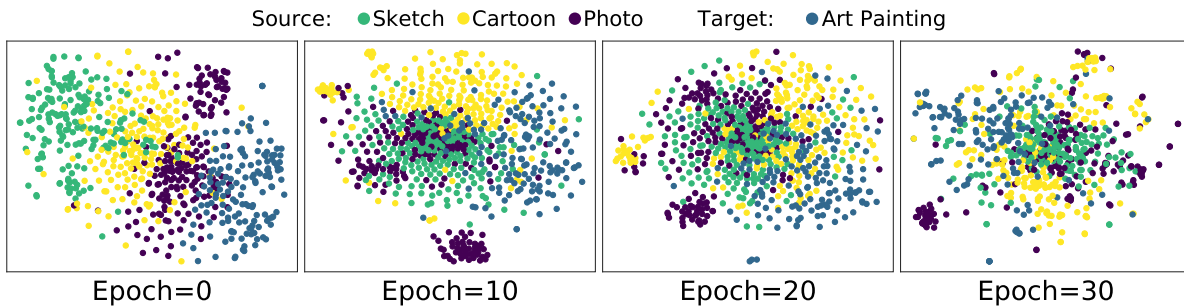 Source: Sketch Cartoon Photo Target: Art Painting
Epoch=0 Epoch=10 Epoch=20 Epoch=30